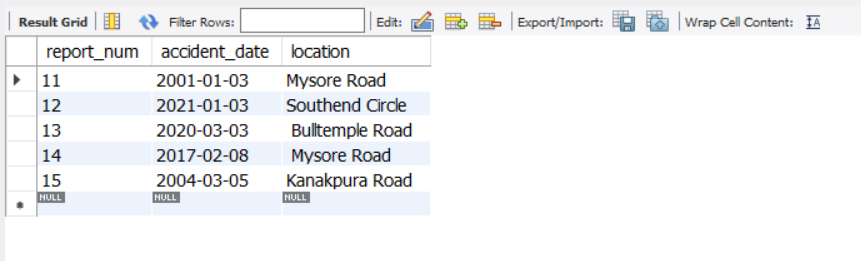 Result Grid Filter Rows: Edit: Export/Import: Wrap Cell Content: IA
report_num accident_date location
11 2001-01-03 Mysore Road
12 2021-01-03 Southend Circle
13 2020-03-03 Bulltemple Road
14 2017-02-08 Mysore Road
15 2004-03-05 Kanakpura Road
NULL NULL NULL